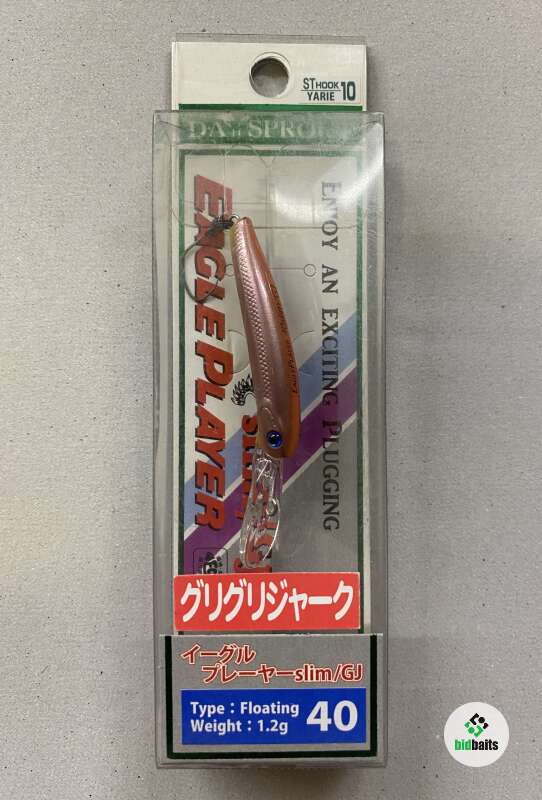 ST HOOK 10
YARIE
DAYSPROUT
EAGLE PLAYER
slim
GJ
ENJOY AN EXCITING PLUGGING
グリグリジャーク
イーグル
プレーヤーslim/GJ
Type：Floating
Weight：1.2g
40
bidbaits